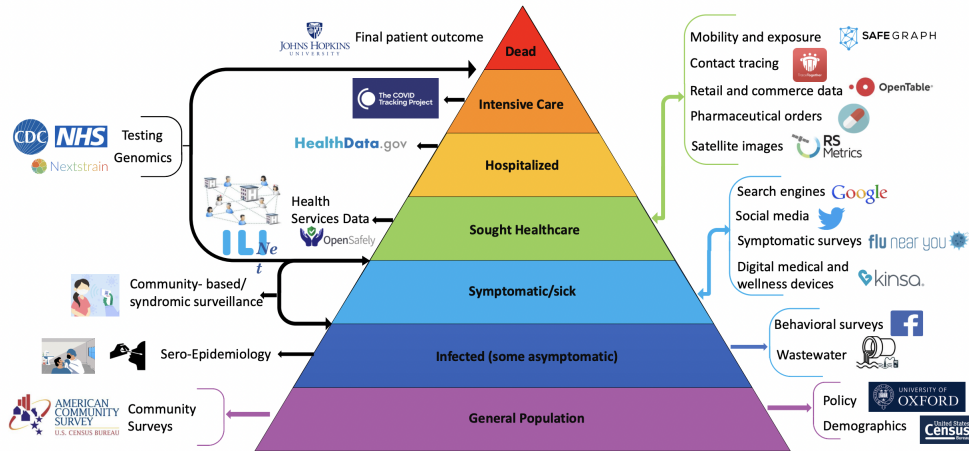 JOHNS HOPKINS
UNIVERSITY
Final patient outcome
Dead
The COVID
Tracking Project
Intensive Care
CDC
NHS
Nextstrain
Testing
Genomics
HealthData.gov
Hospitalized
Health
Services Data
OpenSafely
ILINet
Sought Healthcare
Community- based/
syndromic surveillance
Symptomatic/sick
Sero-Epidemiology
Infected (some asymptomatic)
AMERICAN
COMMUNITY
SURVEY
U.S. CENSUS BUREAU
Community
Surveys
General Population
Mobility and exposure
SAFEGRAPH
Contact tracing
Retail and commerce data
OpenTable
Pharmaceutical orders
Satellite images
RS
Metrics
Search engines
Google
Social media
Symptomatic surveys
flu near you
Digital medical and
wellness devices
kinsa
Behavioral surveys
f
Wastewater
Policy
UNIVERSITY OF
OXFORD
Demographics
United States
Census
Bureau